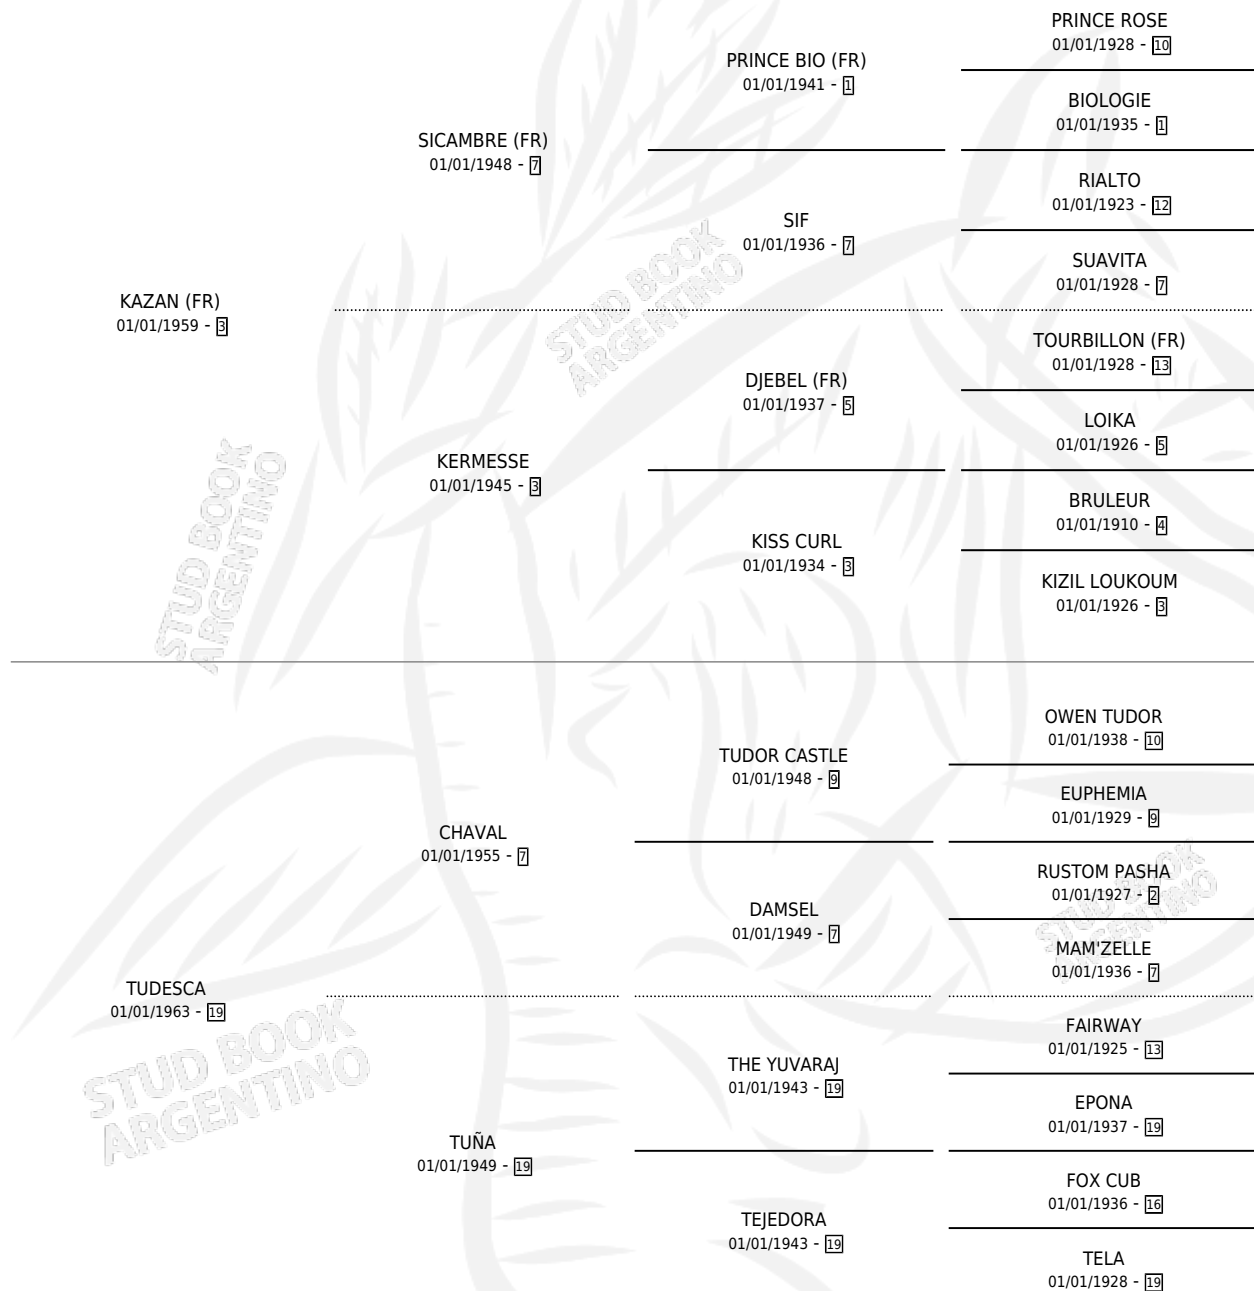 PRINCE ROSE
01/01/1928 - 10
PRINCE BIO (FR)
01/01/1941 - 1
BIOLOGIE
01/01/1935 - 1
SICAMBRE (FR)
01/01/1948 - 7
RIALTO
01/01/1923 - 12
SIF
01/01/1936 - 7
SUAVITA
01/01/1928 - 7
KAZAN (FR)
01/01/1959 - 3
TOURBILLON (FR)
01/01/1928 - 13
DJEBEL (FR)
01/01/1937 - 5
LOIKA
01/01/1926 - 5
KERMESSE
01/01/1945 - 3
BRULEUR
01/01/1910 - 4
KISS CURL
01/01/1934 - 3
KIZIL LOUKOUM
01/01/1926 - 3
OWEN TUDOR
01/01/1938 - 10
TUDOR CASTLE
01/01/1948 - 9
EUPHEMIA
01/01/1929 - 9
CHAVAL
01/01/1955 - 7
RUSTOM PASHA
01/01/1927 - 2
DAMSEL
01/01/1949 - 7
MAM'ZELLE
01/01/1936 - 7
TUDESCA
01/01/1963 - 19
FAIRWAY
01/01/1925 - 13
THE YUVARAJ
01/01/1943 - 19
EPONA
01/01/1937 - 19
TUÑA
01/01/1949 - 19
FOX CUB
01/01/1936 - 16
TEJEDORA
01/01/1943 - 19
TELA
01/01/1928 - 19
STUD BOOK
ARGENTINO
STUD BOOK
ARGENTINO
STUD BOOK
ARGENTINO
STUD BOOK
ARGENTINO